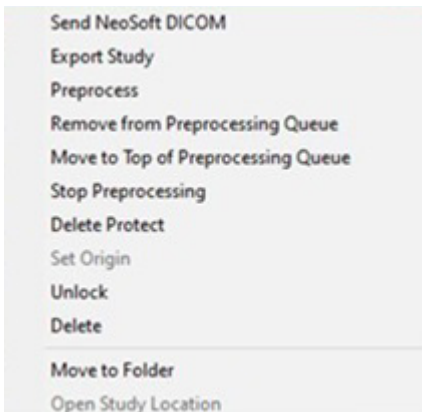 Send NeoSoft DICOM
Export Study
Preprocess
Remove from Preprocessing Queue
Move to Top of Preprocessing Queue
Stop Preprocessing
Delete Protect
Set Origin
Unlock
Delete
Move to Folder
Open Study Location